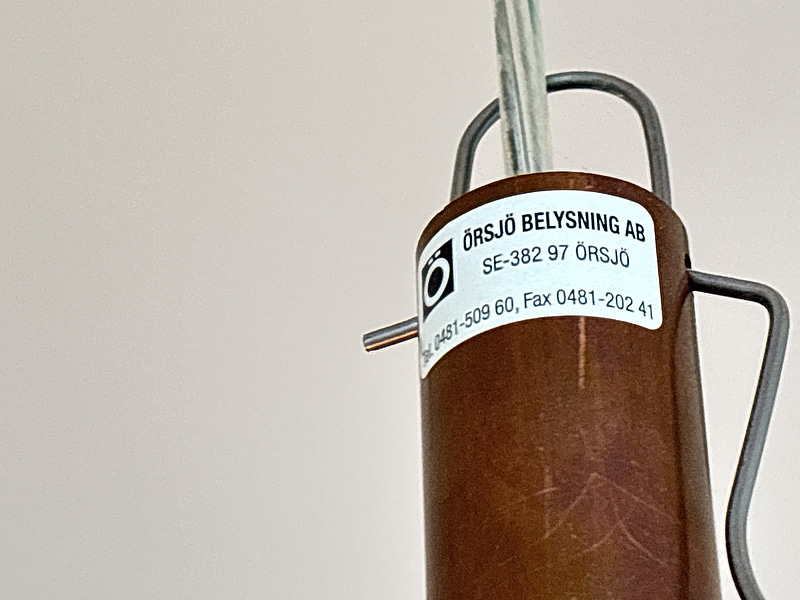 ÖRSJÖ BELYSNING AB
Ö
SE-382 97 ÖRSJÖ
Tel. 0481-509 60, Fax 0481-202 41